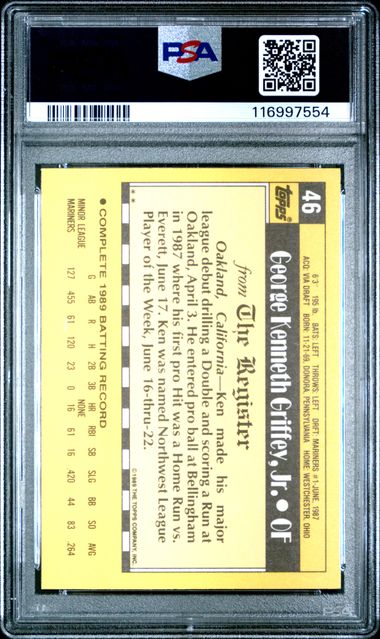 PSA
116997554
46
topps®
George Kenneth Griffey, Jr. • OF
6'3" 195 lb. BATS: LEFT THROWS: LEFT DRFT: MARINERS #1-JUNE, 1987
ACQ: VIA DRAFT BORN: 11-21-69, DONORA, PENNSYLVANIA HOME: WESTCHESTER, OHIO
from The Register
Oakland, California—Ken made his major
league debut drilling a Double and scoring a Run at
Oakland, April 3. He entered pro ball at Bellingham
in 1987 where his first pro Hit was a Home Run vs.
Everett, June 17. Ken was named Northwest League
Player of the Week, June 16-thru-22.
* *
© 1989 THE TOPPS COMPANY, INC.
• COMPLETE 1989 BATTING RECORD
G AB R H 2B 3B HR RBI SB SLG BB SO AVG
MINOR LEAGUE NONE
MARINERS 127 455 61 120 23 0 16 61 16 .420 44 83 .264